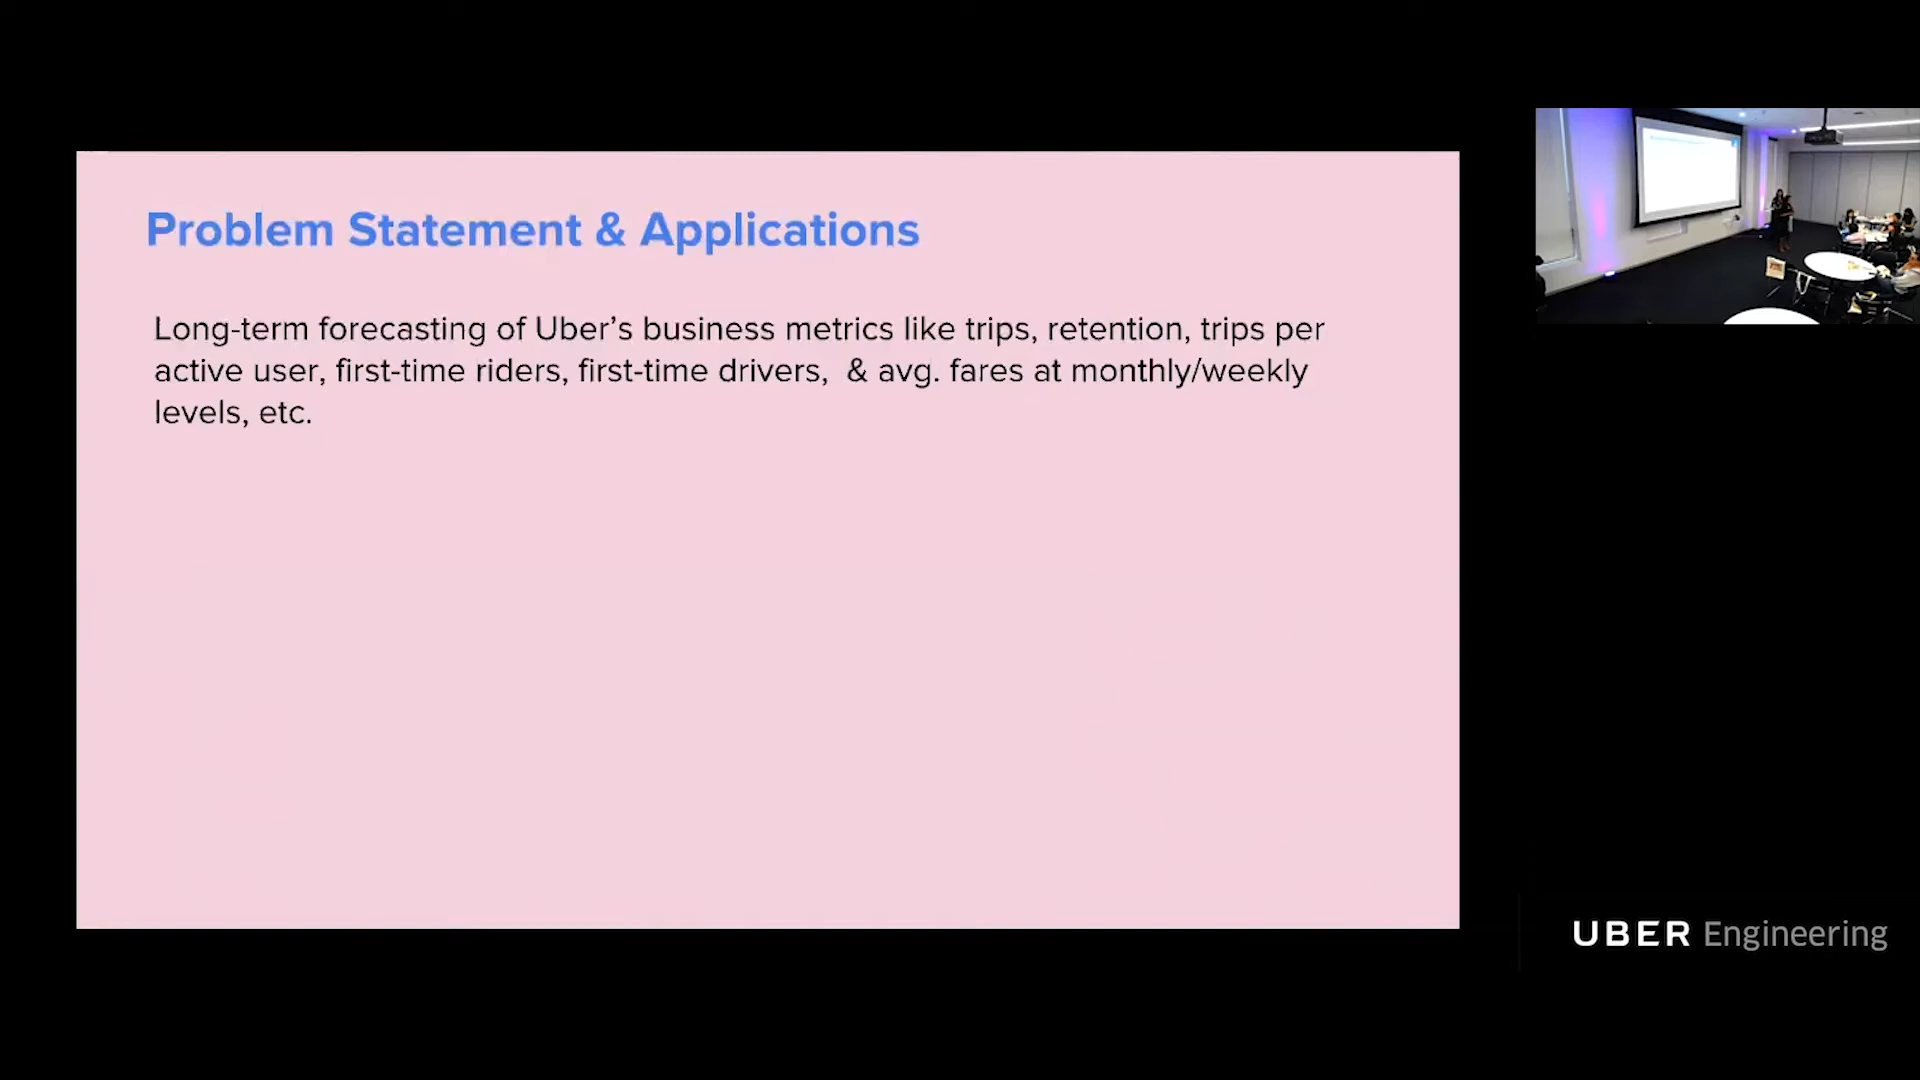 Problem Statement & Applications
Long-term forecasting of Uber’s business metrics like trips, retention, trips per
active user, first-time riders, first-time drivers,  & avg. fares at monthly/weekly
levels, etc.
UBER Engineering